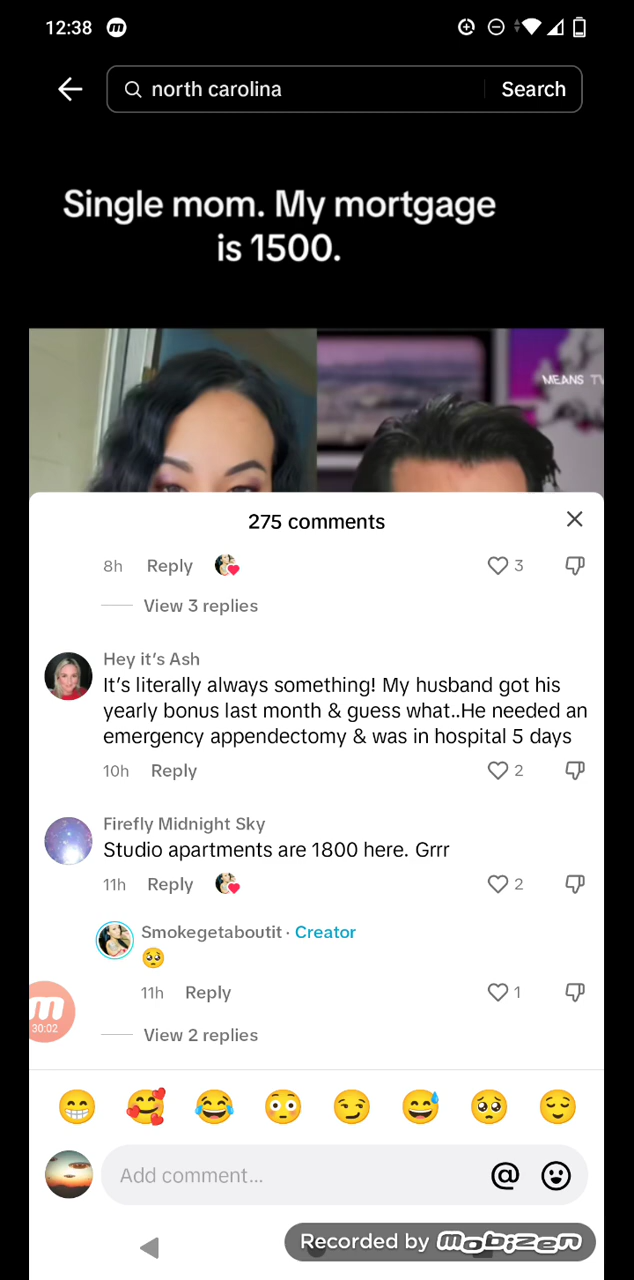 12:38
north carolina
Search
Single mom. My mortgage
is 1500.
MEANS TV
275 comments
8h Reply 3
View 3 replies
Hey it's Ash
It's literally always something! My husband got his
yearly bonus last month & guess what..He needed an
emergency appendectomy & was in hospital 5 days
10h Reply 2
Firefly Midnight Sky
Studio apartments are 1800 here. Grrr
11h Reply 2
Smokegetaboutit · Creator
🥺
11h Reply 1
m
30:02
View 2 replies
😁 🥰 😂 😳 😏 😅 🥺 😌
Add comment... @
Recorded by mobizen